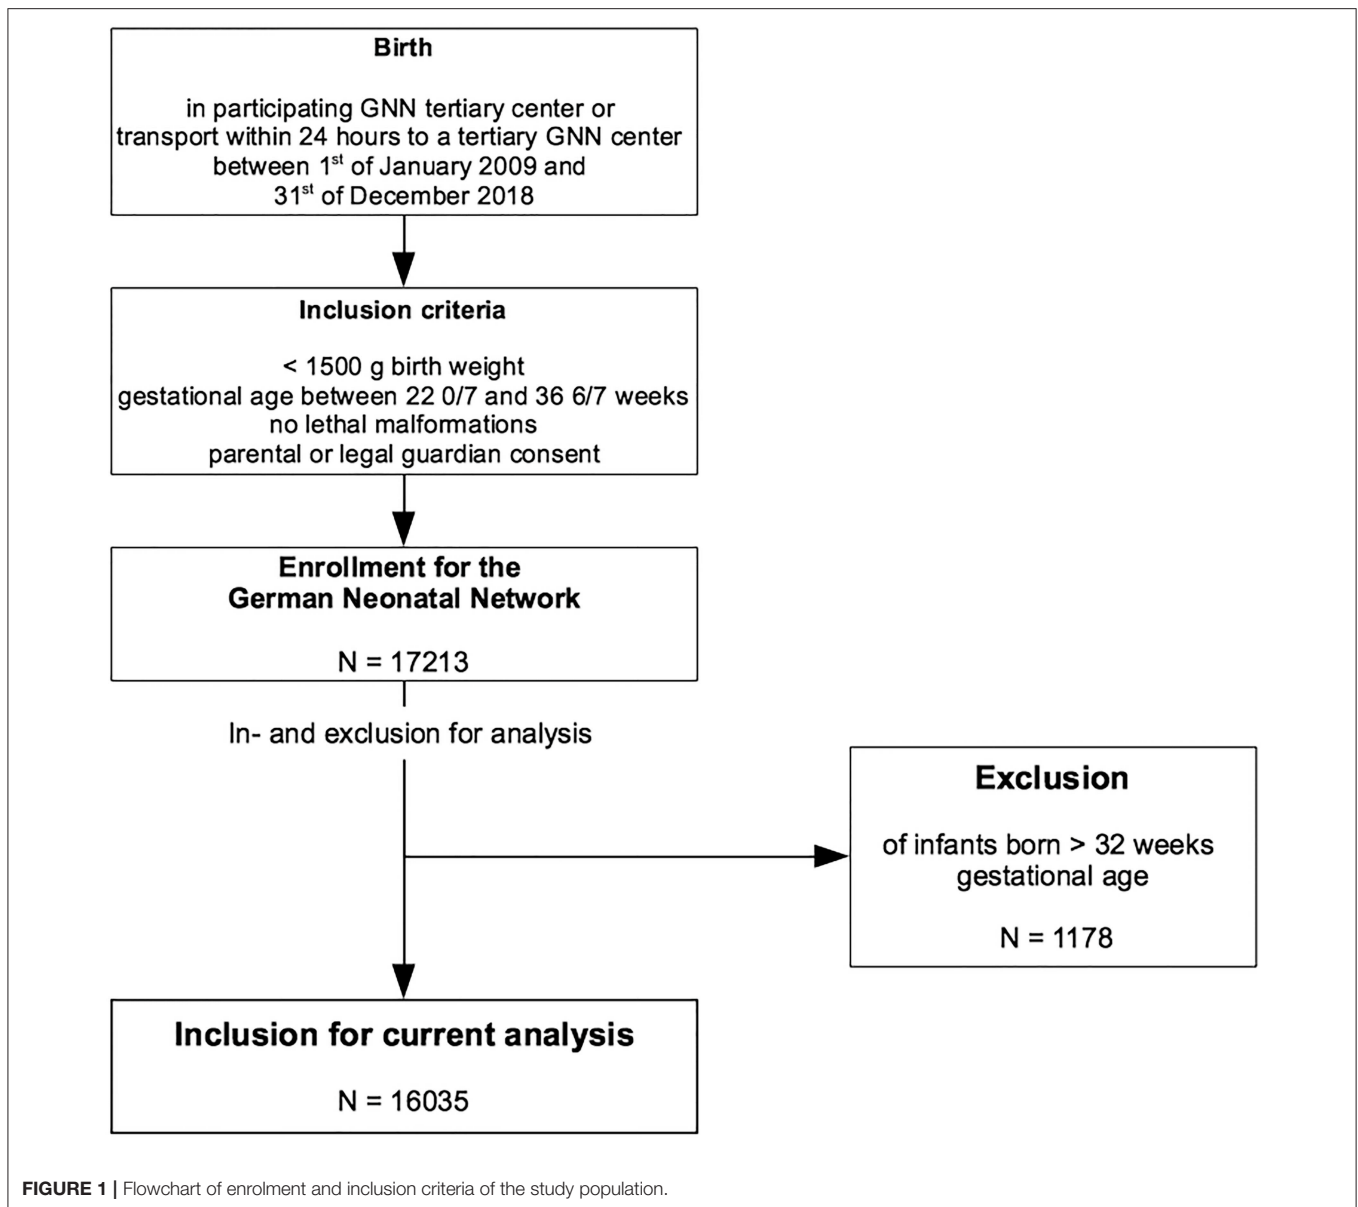 Birth
in participating GNN tertiary center or
transport within 24 hours to a tertiary GNN center
between 1st of January 2009 and
31st of December 2018
Inclusion criteria
< 1500 g birth weight
gestational age between 22 0/7 and 36 6/7 weeks
no lethal malformations
parental or legal guardian consent
Enrollment for the
German Neonatal Network
N = 17213
In- and exclusion for analysis
Exclusion
of infants born > 32 weeks
gestational age
N = 1178
Inclusion for current analysis
N = 16035
FIGURE 1 | Flowchart of enrolment and inclusion criteria of the study population.